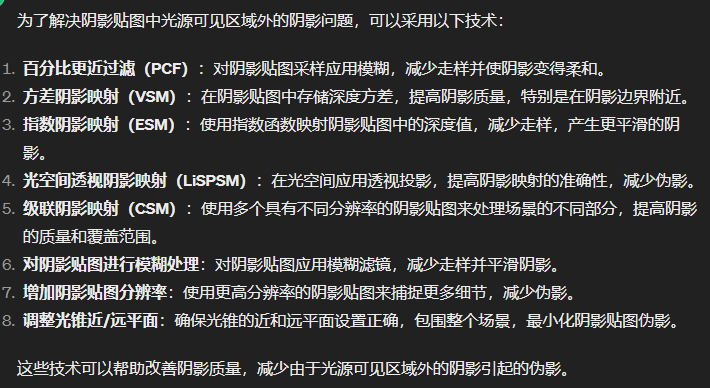 为了解决阴影贴图中光源可见区域外的阴影问题，可以采用以下技术：
1. 百分比更近过滤（PCF）：对阴影贴图采样应用模糊，减少走样并使阴影变得柔和。
2. 方差阴影映射（VSM）：在阴影贴图中存储深度方差，提高阴影质量，特别是在阴影边界附近。
3. 指数阴影映射（ESM）：使用指数函数映射阴影贴图中的深度值，减少走样，产生更平滑的阴
影。
4. 光空间透视阴影映射（LiSPSM）：在光空间应用透视投影，提高阴影映射的准确性，减少伪影。
5. 级联阴影映射（CSM）：使用多个具有不同分辨率的阴影贴图来处理场景的不同部分，提高阴影
的质量和覆盖范围。
6. 对阴影贴图进行模糊处理：对阴影贴图应用模糊滤镜，减少走样并平滑阴影。
7. 增加阴影贴图分辨率：使用更高分辨率的阴影贴图来捕捉更多细节，减少伪影。
8. 调整光锥近/远平面：确保光锥的近和远平面设置正确，包围整个场景，最小化阴影贴图伪影。
这些技术可以帮助改善阴影质量，减少由于光源可见区域外的阴影引起的伪影。